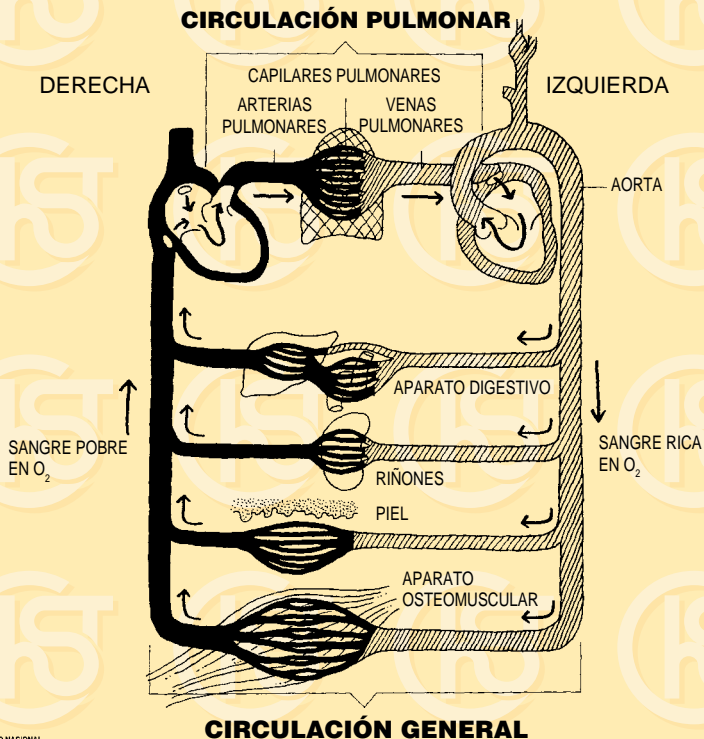 CIRCULACIÓN PULMONAR
DERECHA
CAPILARES PULMONARES
IZQUIERDA
ARTERIAS
PULMONARES
VENAS
PULMONARES
AORTA
APARATO DIGESTIVO
SANGRE POBRE
EN O₂
SANGRE RICA
EN O₂
RIÑONES
PIEL
APARATO
OSTEOMUSCULAR
CIRCULACIÓN GENERAL